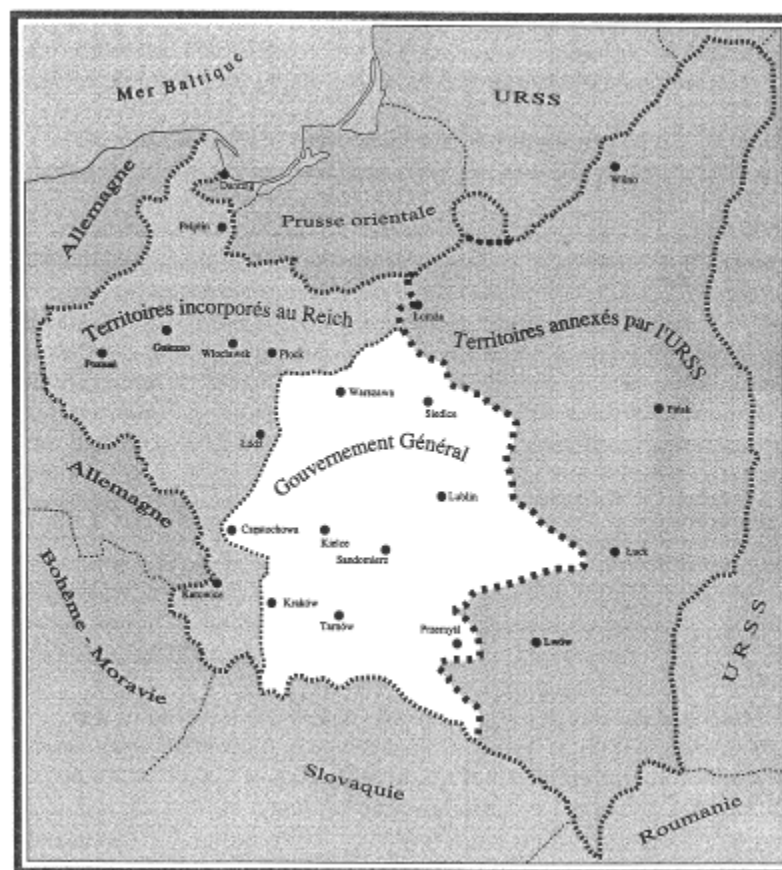 Mer Baltique
URSS
Allemagne
Danzig
Wilno
Prusse orientale
Pelplin
Territoires incorporés au Reich
Łomża
Territoires annexés par l'URSS
Gniezno
Włocławek
Płock
Poznań
Warszawa
Siedlce
Pińsk
Łódź
Gouvernement Général
Allemagne
Lublin
Częstochowa
Kielce
Sandomierz
Łuck
Bohême - Moravie
Katowice
Kraków
Tarnów
Przemyśl
Lwów
URSS
Slovaquie
Roumanie